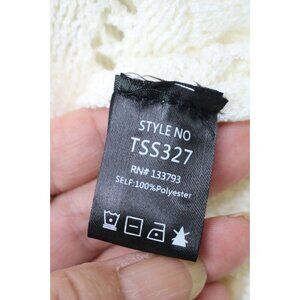 STYLE NO
TSS327
RN# 133793
SELF:100%Polyester